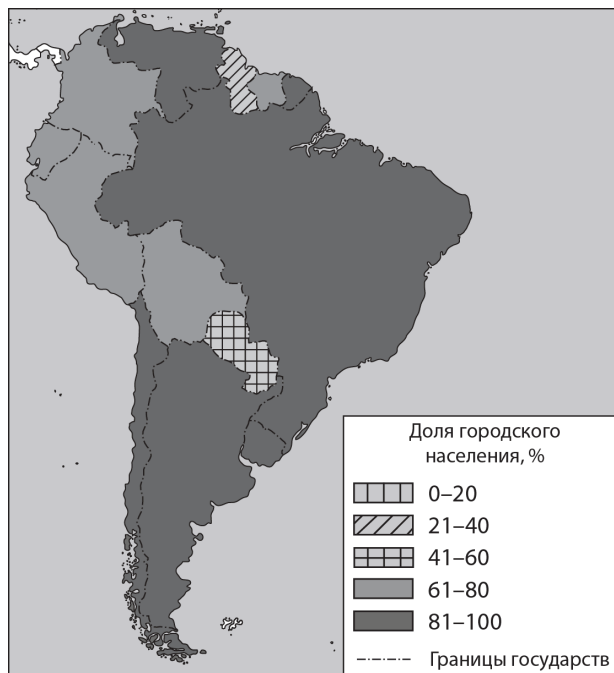 Доля городского
населения, %
0–20
21–40
41–60
61–80
81–100
Границы государств